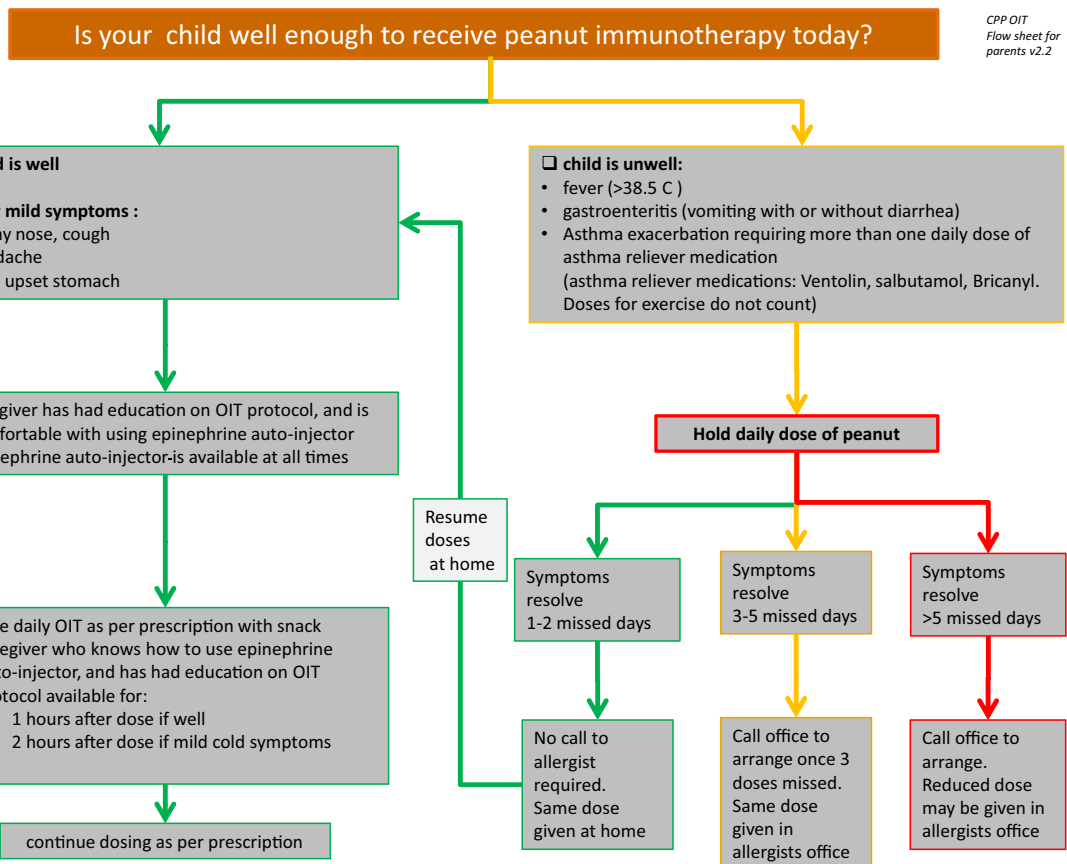 Is your child well enough to receive peanut immunotherapy today?
CPP OIT
Flow sheet for
parents v2.2
is well
mild symptoms :
nose, cough
upset stomach
❑ child is unwell:
• fever (>38.5 C )
• gastroenteritis (vomiting with or without diarrhea)
• Asthma exacerbation requiring more than one daily dose of
asthma reliever medication
(asthma reliever medications: Ventolin, salbutamol, Bricanyl.
Doses for exercise do not count)
giver has had education on OIT protocol, and is
fortable with using epinephrine auto-injector
ephrine auto-injector-is available at all times
Hold daily dose of peanut
Resume
doses
at home
Symptoms
resolve
1-2 missed days
Symptoms
resolve
3-5 missed days
Symptoms
resolve
>5 missed days
e daily OIT as per prescription with snack
egiver who knows how to use epinephrine
to-injector, and has had education on OIT
otocol available for:
1 hours after dose if well
2 hours after dose if mild cold symptoms
No call to
allergist
required.
Same dose
given at home
Call office to
arrange once 3
doses missed.
Same dose
given in
allergists office
Call office to
arrange.
Reduced dose
may be given in
allergists office
continue dosing as per prescription